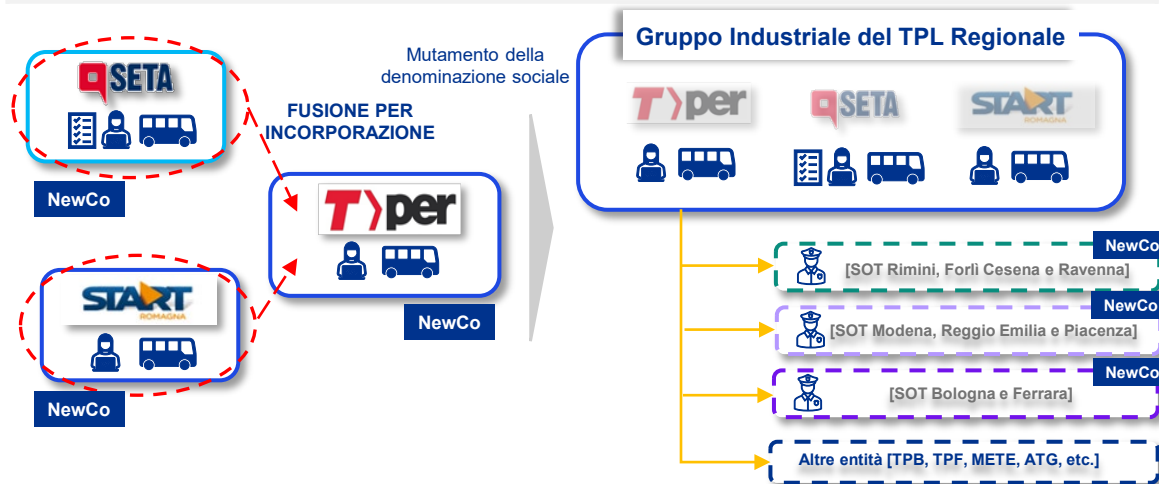 SETA
NewCo
START
ROMAGNA
NewCo
FUSIONE PER
INCORPORAZIONE
T>per
NewCo
Mutamento della
denominazione sociale
Gruppo Industriale del TPL Regionale
T>per
SETA
START
ROMAGNA
NewCo
[SOT Rimini, Forlì Cesena e Ravenna]
NewCo
[SOT Modena, Reggio Emilia e Piacenza]
NewCo
[SOT Bologna e Ferrara]
Altre entità [TPB, TPF, METE, ATG, etc.]